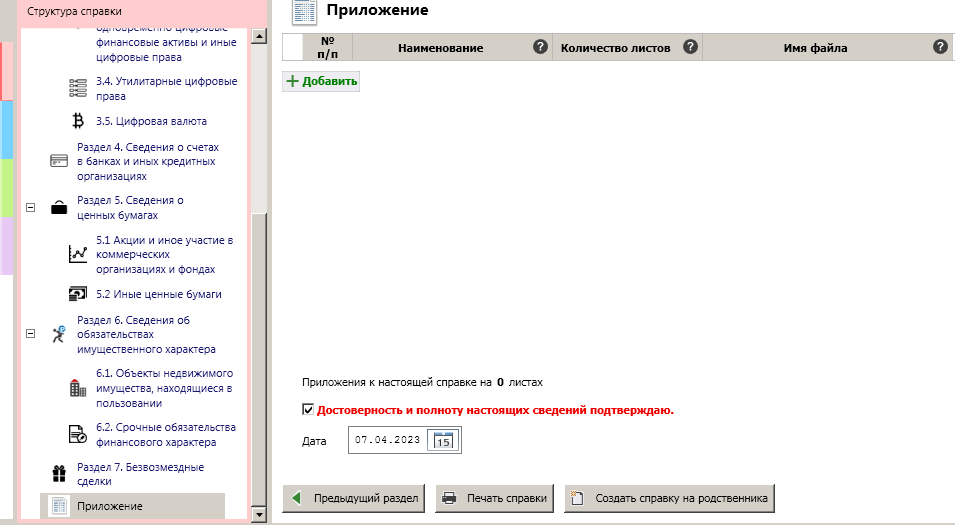 Структура справки
одновременно цифровые
финансовые активы и иные
цифровые права
3.4. Утилитарные цифровые
права
3.5. Цифровая валюта
Раздел 4. Сведения о счетах
в банках и иных кредитных
организациях
Раздел 5. Сведения о
ценных бумагах
5.1 Акции и иное участие в
коммерческих
организациях и фондах
5.2 Иные ценные бумаги
Раздел 6. Сведения об
обязательствах
имущественного характера
6.1. Объекты недвижимого
имущества, находящиеся в
пользовании
6.2. Срочные обязательства
финансового характера
Раздел 7. Безвозмездные
сделки
Приложение
Приложение
№
п/п
Наименование ?
Количество листов ?
Имя файла ?
Добавить
Приложения к настоящей справке на 0 листах
Достоверность и полноту настоящих сведений подтверждаю.
Дата 07.04.2023 15
Предыдущий раздел
Печать справки
Создать справку на родственника